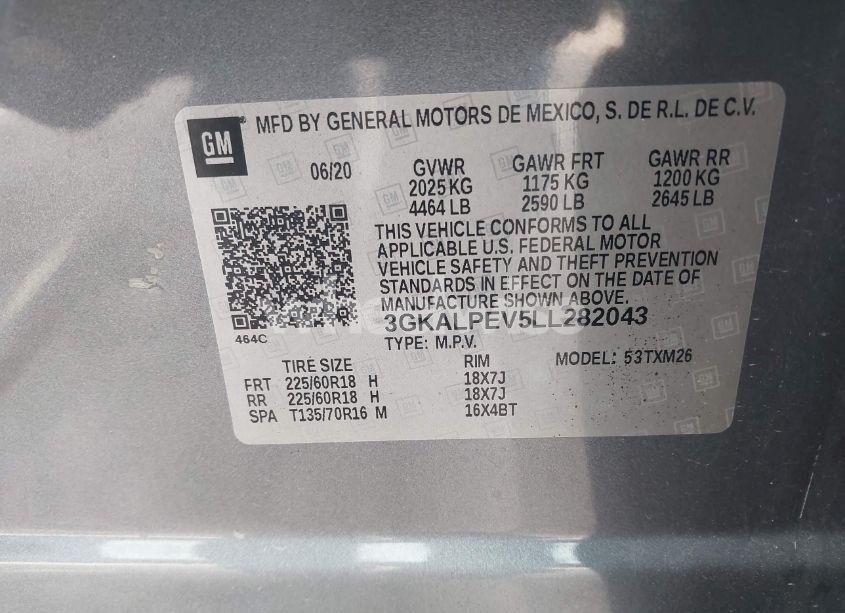 GM
MFD BY GENERAL MOTORS DE MEXICO, S. DE R.L. DE C.V.
06/20 GVWR GAWR FRT GAWR RR
2025 KG 1175 KG 1200 KG
4464 LB 2590 LB 2645 LB
THIS VEHICLE CONFORMS TO ALL
APPLICABLE U.S. FEDERAL MOTOR
VEHICLE SAFETY AND THEFT PREVENTION
STANDARDS IN EFFECT ON THE DATE OF
MANUFACTURE SHOWN ABOVE.
3GKALPEV5LL282043
464C
TYPE: M.P.V. MODEL: 53TXM26
TIRE SIZE RIM
FRT 225/60R18 H 18X7J
RR 225/60R18 H 18X7J
SPA T135/70R16 M 16X4BT